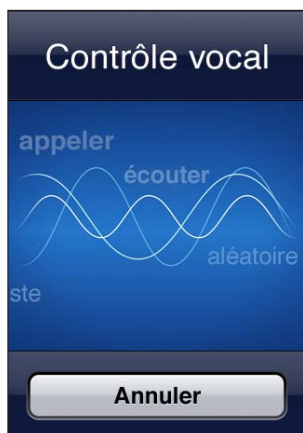 Contrôle vocal
appeler
écouter
aléatoire
ste
Annuler